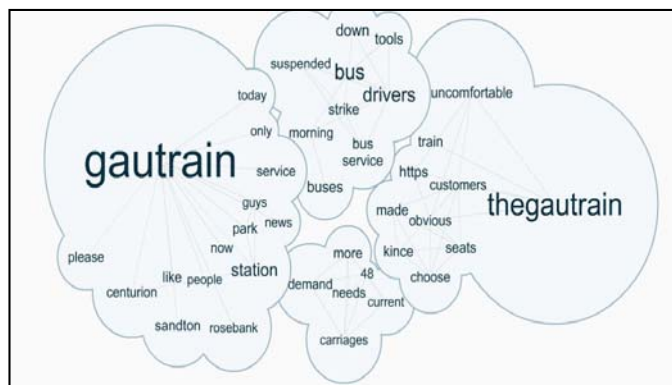 down
tools
suspended
bus
drivers
strike
morning
bus
service
buses
today
only
gautrain
service
guys
park
news
now
please
like
people
station
centurion
sandton
rosebank
more
48
demand
needs
current
carriages
uncomfortable
train
https
customers
made
obvious
thegautrain
kince
seats
choose